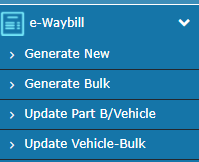 e-Waybill
Generate New
Generate Bulk
Update Part B/Vehicle
Update Vehicle-Bulk